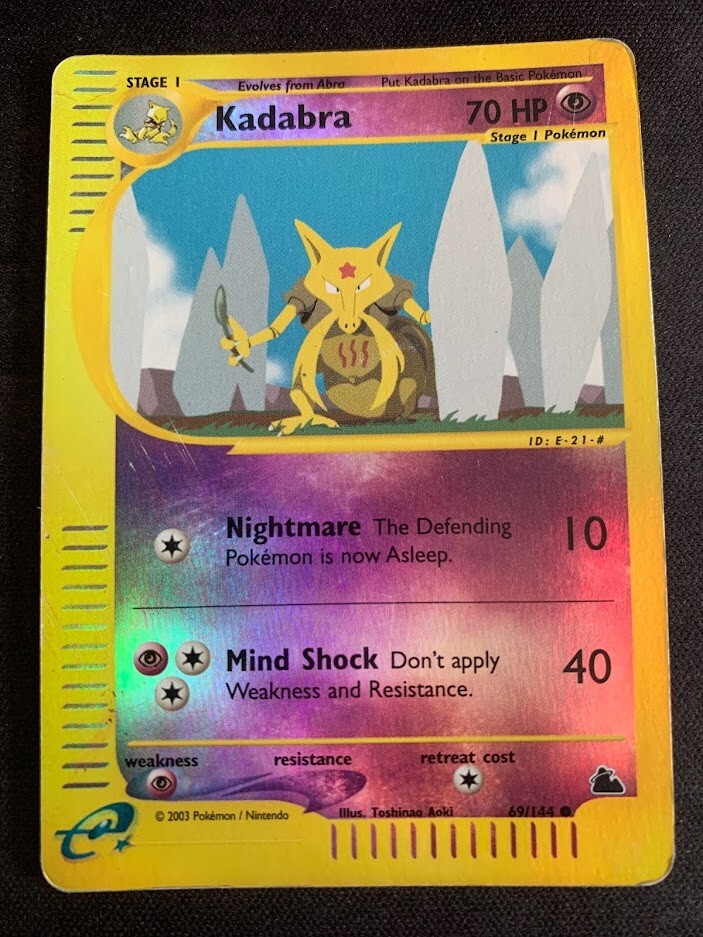 STAGE 1
Evolves from Abra
Put Kadabra on the Basic Pokémon
Kadabra
70 HP
Stage 1 Pokémon
ID: E-21-#
Nightmare The Defending
Pokémon is now Asleep.
10
Mind Shock Don't apply
Weakness and Resistance.
40
weakness
resistance
retreat cost
© 2003 Pokémon / Nintendo
Illus. Toshinao Aoki
69/144
e